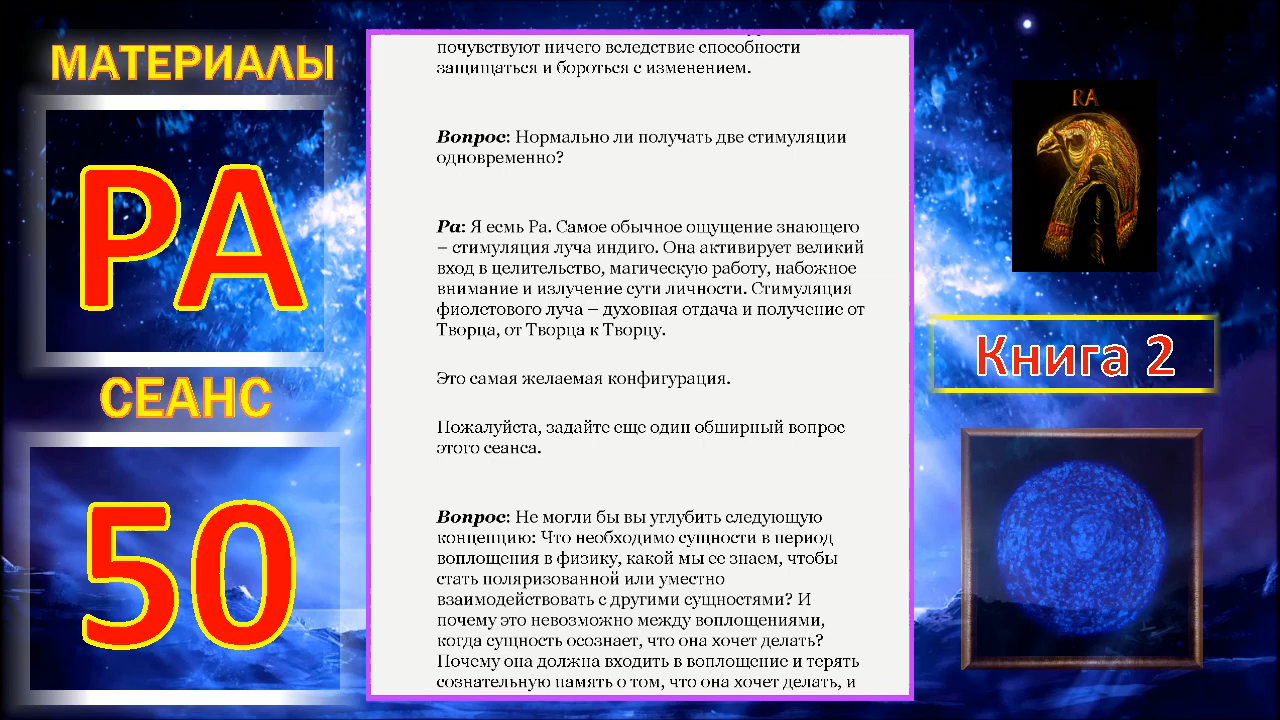 МАТЕРИАЛЫ
РА
СЕАНС
50
почувствуют ничего вследствие способности
защищаться и бороться с изменением.
Вопрос: Нормально ли получать две стимуляции
одновременно?
Ра: Я есмь Ра. Самое обычное ощущение знающего
– стимуляция луча индиго. Она активирует великий
вход в целительство, магическую работу, набожное
внимание и излучение сути личности. Стимуляция
фиолетового луча – духовная отдача и получение от
Творца, от Творца к Творцу.
Это самая желаемая конфигурация.
Пожалуйста, задайте еще один обширный вопрос
этого сеанса.
Вопрос: Не могли бы вы углубить следующую
концепцию: Что необходимо сущности в период
воплощения в физику, какой мы ее знаем, чтобы
стать поляризованной или уместно
взаимодействовать с другими сущностями? И
почему это невозможно между воплощениями,
когда сущность осознает, что она хочет делать?
Почему она должна входить в воплощение и терять
сознательную память о том, что она хочет делать, и
RA
Книга 2